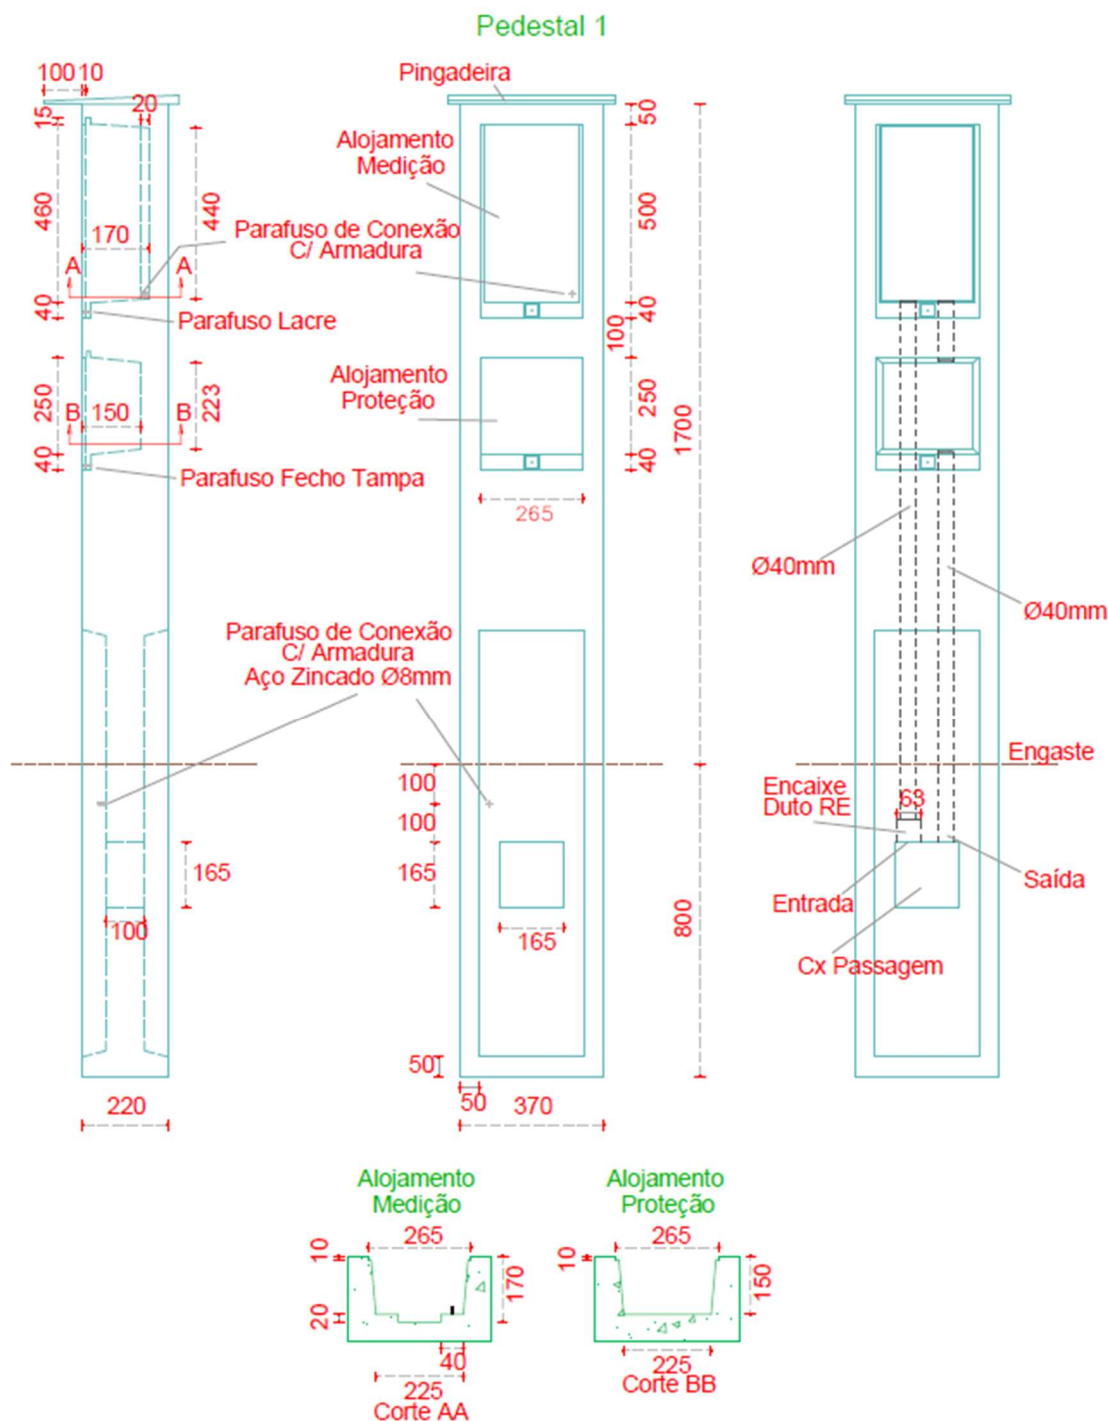 Pedestal 1
100
10
Pingadeira
20
15
50
Alojamento
Medição
460
440
500
170
Parafuso de Conexão
C/ Armadura
A
A
40
Parafuso Lacre
40
100
Alojamento
Proteção
250
150
223
B
B
250
1700
40
Parafuso Fecho Tampa
40
265
Ø40mm
Ø40mm
Parafuso de Conexão
C/ Armadura
Aço Zincado Ø8mm
Engaste
100
Encaixe
Duto RE
63
100
165
165
Saída
Entrada
100
165
800
Cx Passagem
50
220
50
370
Alojamento
Medição
Alojamento
Proteção
265
265
10
10
170
150
20
40
225
225
Corte AA
Corte BB